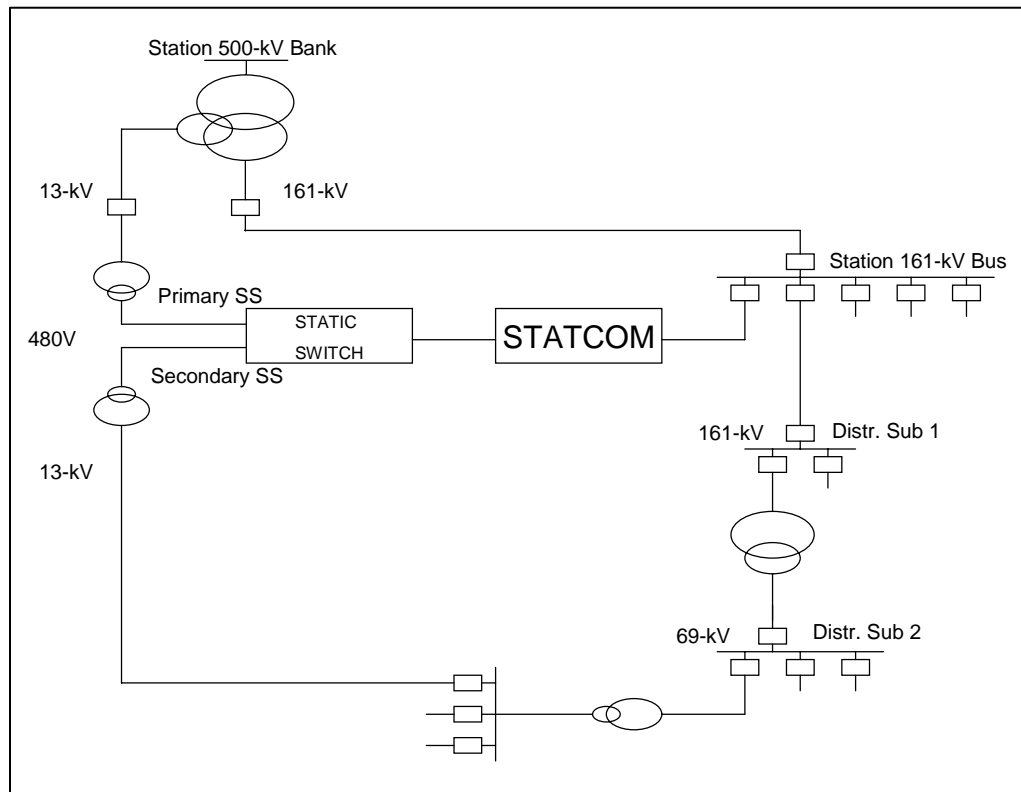 Station 500-kV Bank
13-kV
161-kV
Station 161-kV Bus
Primary SS
STATIC
SWITCH
STATCOM
480V
Secondary SS
161-kV
Distr. Sub 1
13-kV
69-kV
Distr. Sub 2